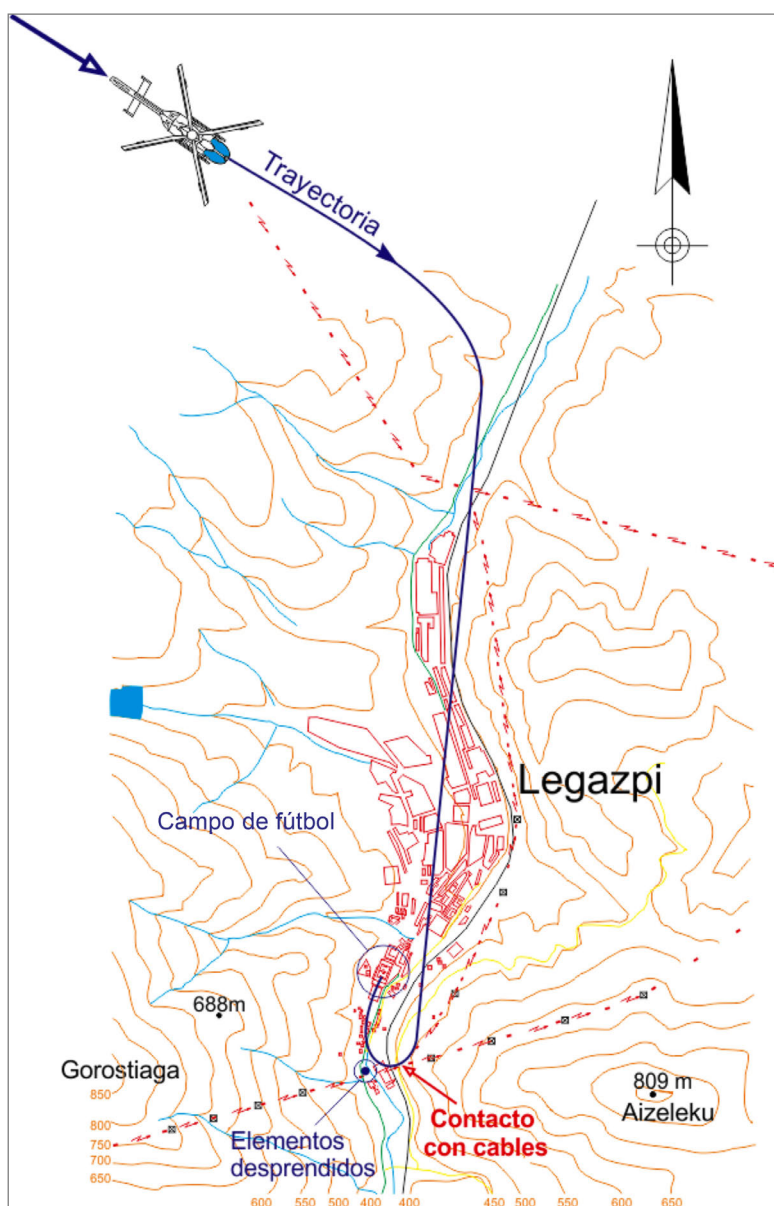 Trayectoria
Legazpi
Campo de fútbol
688m
Gorostiaga
809 m
Aizeleku
Contacto
con cables
Elementos
desprendidos
850
800
750
700
650
600 550 500 400 400 450 500 550 600 650